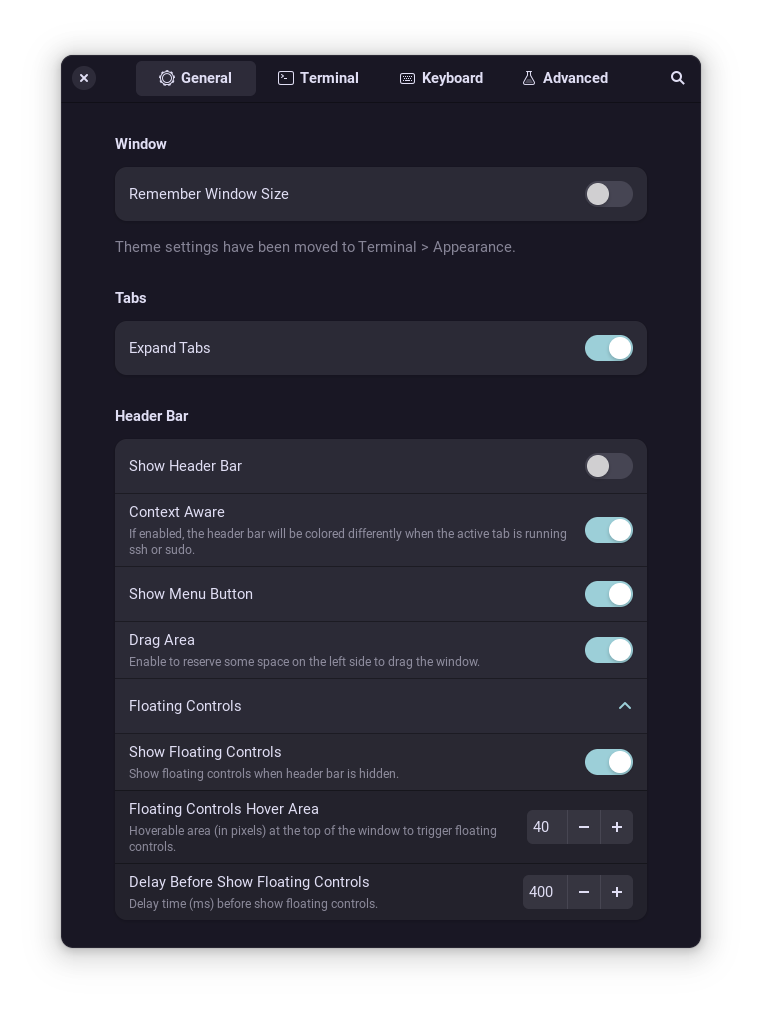 General
Terminal
Keyboard
Advanced
Window
Remember Window Size
Theme settings have been moved to Terminal > Appearance.
Tabs
Expand Tabs
Header Bar
Show Header Bar
Context Aware
If enabled, the header bar will be colored differently when the active tab is running
ssh or sudo.
Show Menu Button
Drag Area
Enable to reserve some space on the left side to drag the window.
Floating Controls
Show Floating Controls
Show floating controls when header bar is hidden.
Floating Controls Hover Area
Hoverable area (in pixels) at the top of the window to trigger floating
controls.
40
Delay Before Show Floating Controls
Delay time (ms) before show floating controls.
400